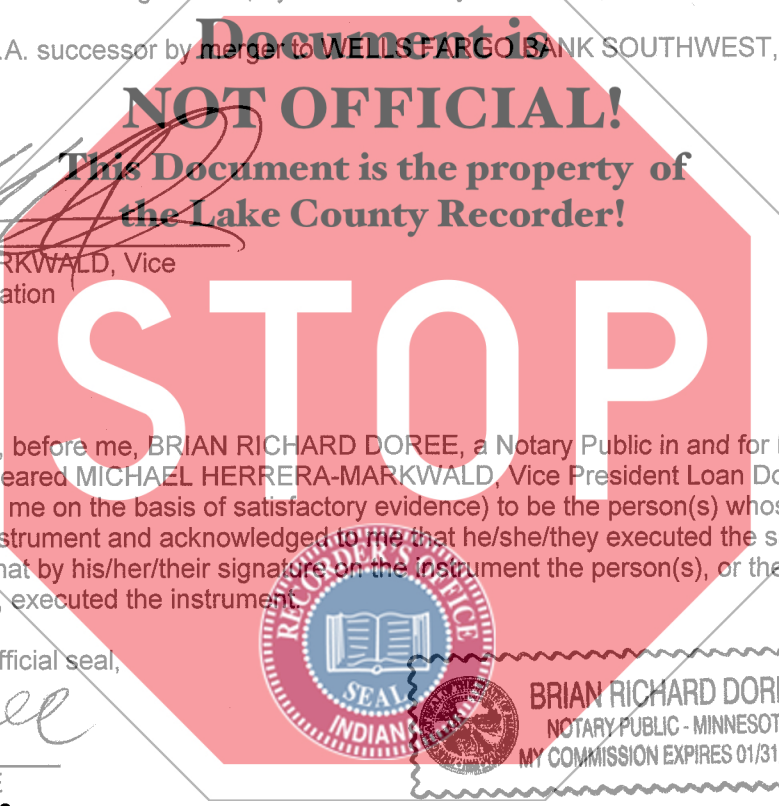 .A. successor by merger to WELLS FARGO BANK SOUTHWEST,
Document is
NOT OFFICIAL!
This Document is the property of
the Lake County Recorder!
RKWALD, Vice
ation
STOP
, before me, BRIAN RICHARD DOREE, a Notary Public in and for
eared MICHAEL HERRERA-MARKWALD, Vice President Loan Do
me on the basis of satisfactory evidence) to be the person(s) whos
strument and acknowledged to me that he/she/they executed the s
nat by his/her/their signature on the instrument the person(s), or the
, executed the instrument.
RECORDER'S OFFICE
SEAL
INDIAN
fficial seal,
BRIAN RICHARD DORE
NOTARY PUBLIC - MINNESOT
MY COMMISSION EXPIRES 01/31